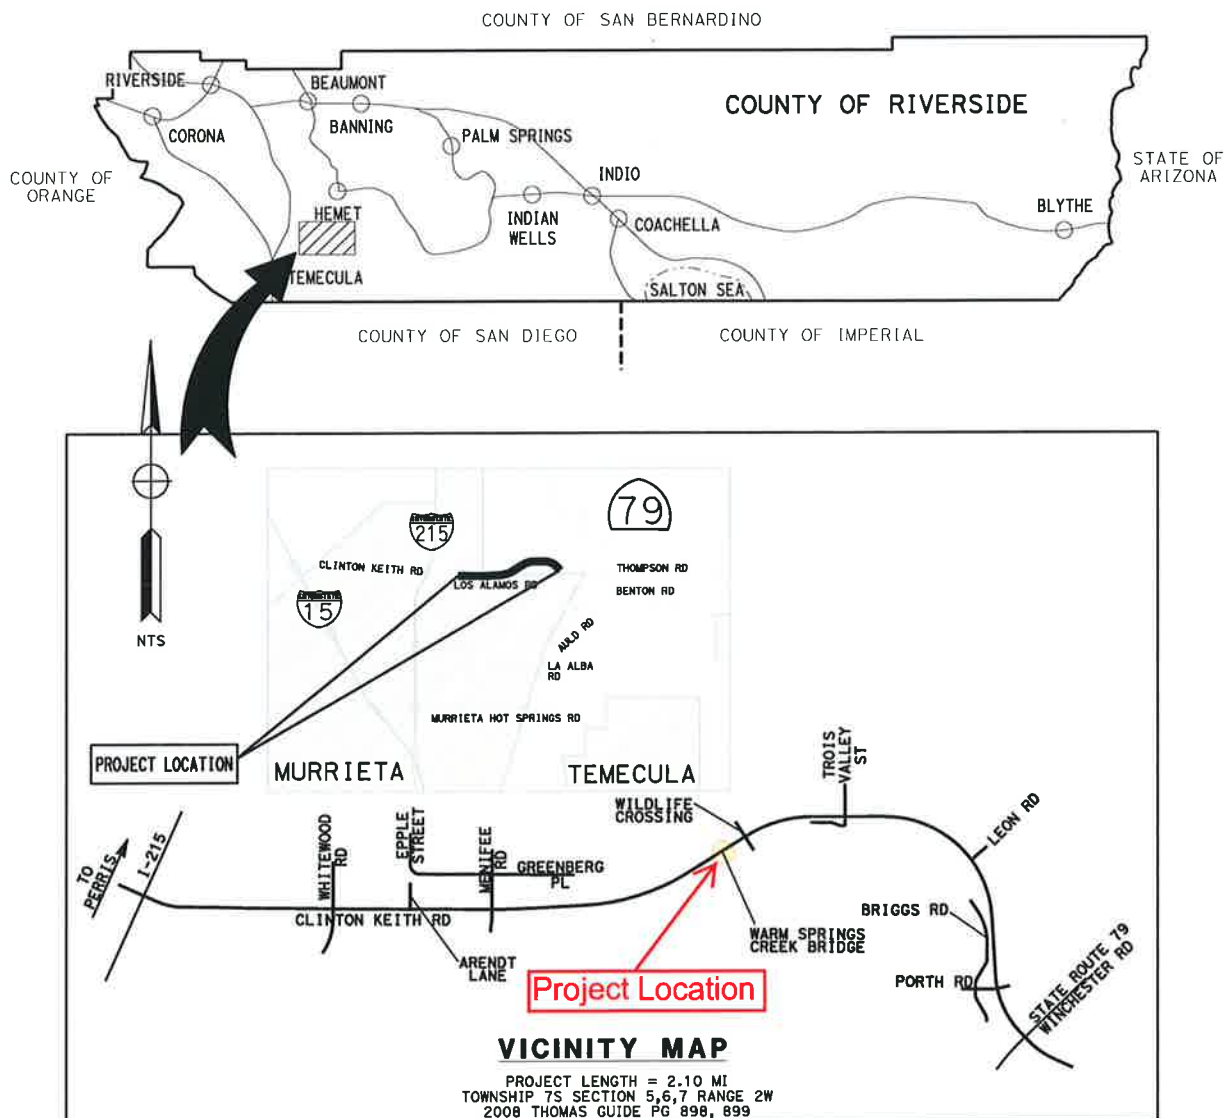 COUNTY OF SAN BERNARDINO
RIVERSIDE
BEAUMONT
COUNTY OF RIVERSIDE
CORONA
BANNING
PALM SPRINGS
STATE OF
ARIZONA
COUNTY OF
ORANGE
INDIO
HEMET
INDIAN
WELLS
COACHELLA
BLYTHE
TEMECULA
SALTON SEA
COUNTY OF SAN DIEGO
COUNTY OF IMPERIAL
NTS
INTERSTATE
215
79
CLINTON KEITH RD
LOS ALAMOS RD
THOMPSON RD
BENTON RD
INTERSTATE
15
AULD RD
LA ALBA
RD
MURRIETA HOT SPRINGS RD
PROJECT LOCATION
MURRIETA
TEMECULA
WILDLIFE
CROSSING
TROIS
VALLEY
ST
TO
PERRIS
I-215
WHITEWOOD
RD
EPPLE
STREET
MENIFEE
RD
GREENBERG
PL
LEON RD
CLINTON KEITH RD
ARENDT
LANE
WARM SPRINGS
CREEK BRIDGE
BRIGGS RD
PORTH RD
STATE ROUTE 79
WINCHESTER RD
Project Location
VICINITY MAP
PROJECT LENGTH = 2.10 MI
TOWNSHIP 7S SECTION 5,6,7 RANGE 2W
2008 THOMAS GUIDE PG 898, 899